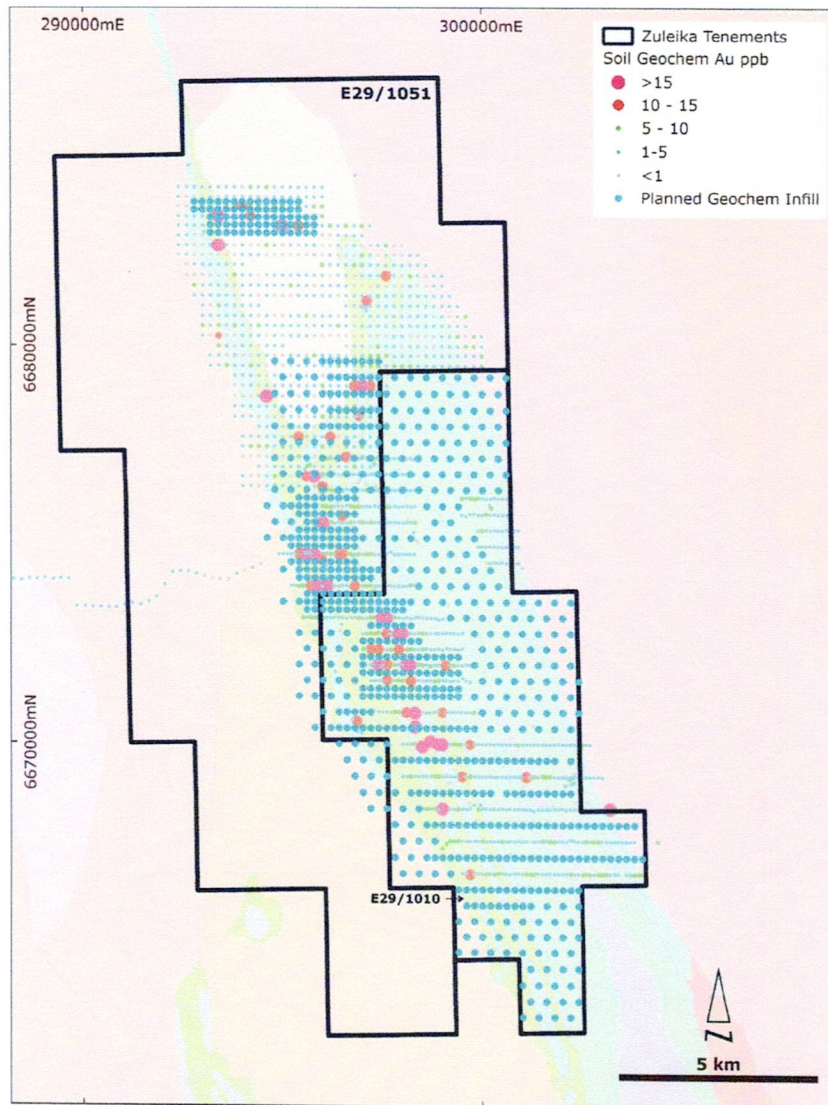 290000mE
300000mE
Zuleika Tenements
Soil Geochem Au ppb
>15
10 - 15
5 - 10
1-5
<1
Planned Geochem Infill
E29/1051
6680000mN
6670000mN
E29/1010
N
5 km